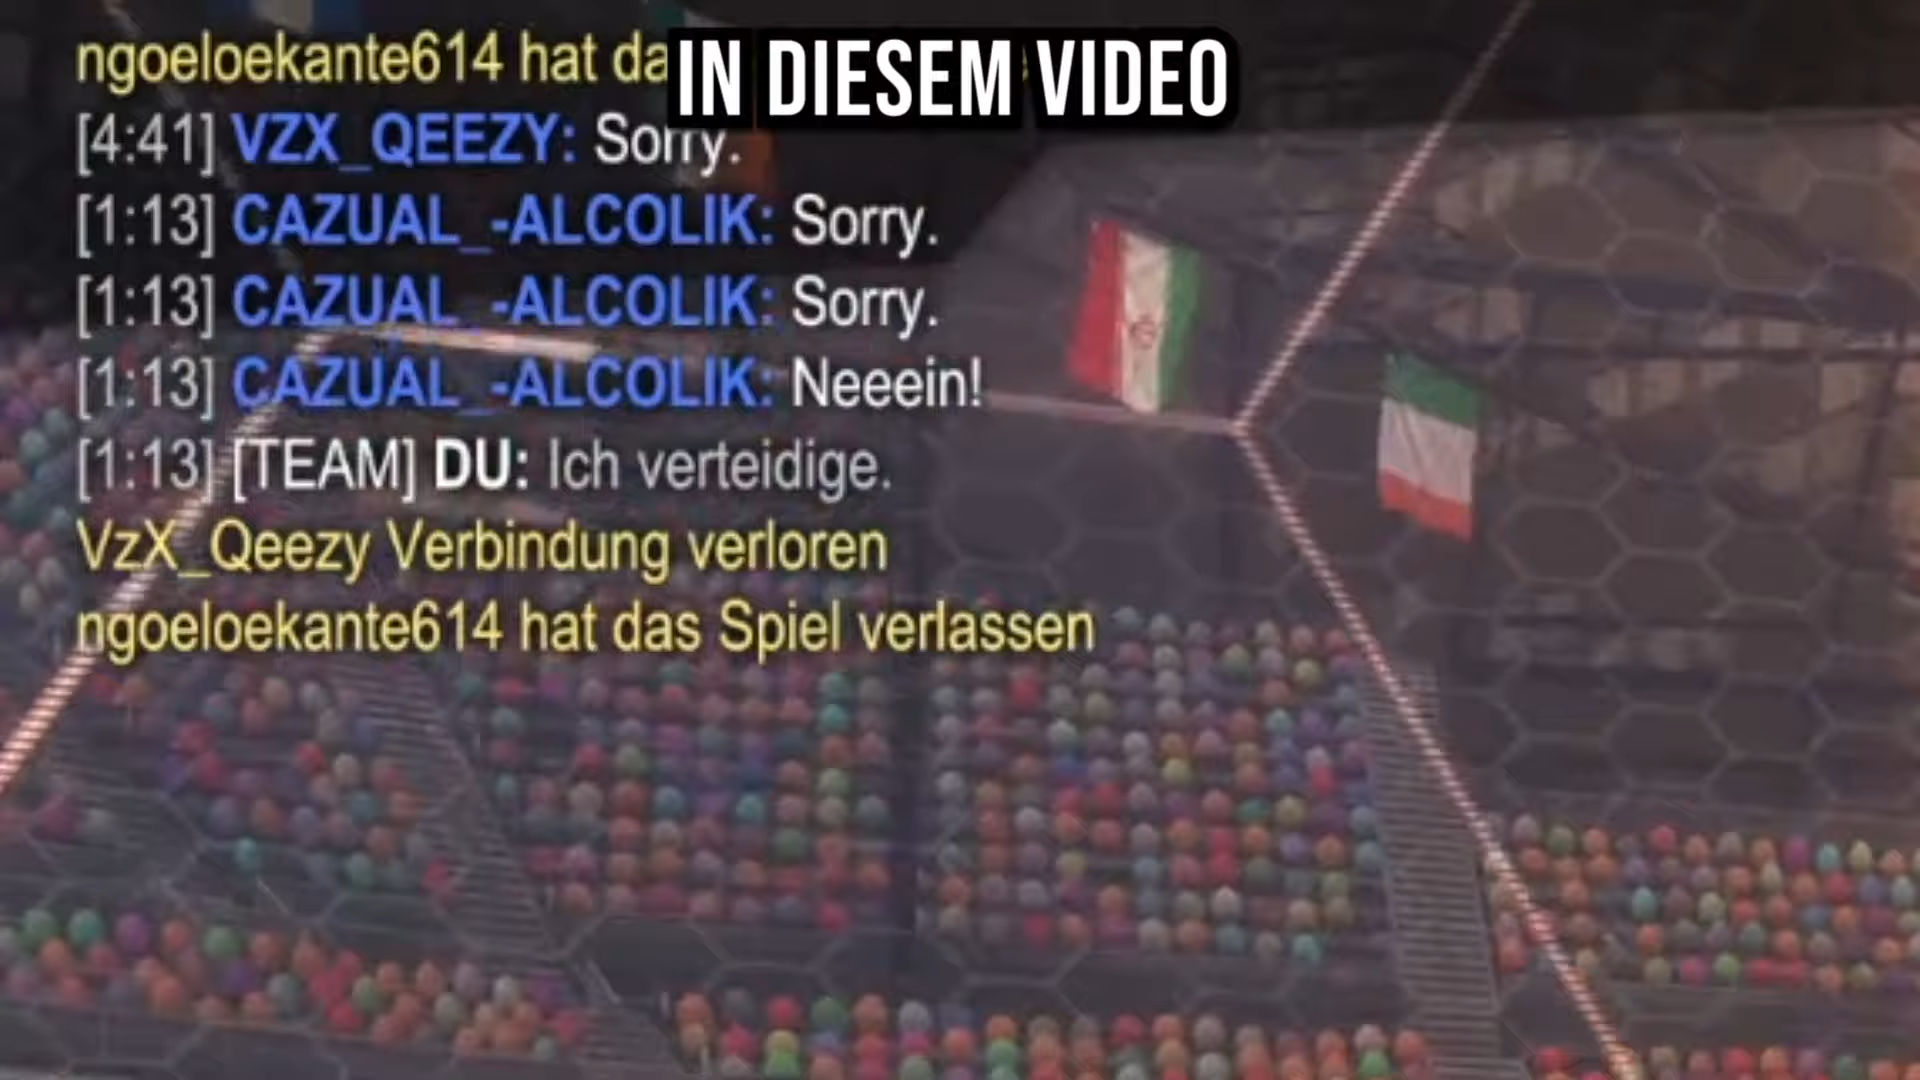 ngoeloekante614 hat da
IN DIESEM VIDEO
[4:41] VZX_QEEZY: Sorry.
[1:13] CAZUAL_-ALCOLIK: Sorry.
[1:13] CAZUAL_-ALCOLIK: Sorry.
[1:13] CAZUAL_-ALCOLIK: Neeein!
[1:13] [TEAM] DU: Ich verteidige.
VzX_Qeezy Verbindung verloren
ngoeloekante614 hat das Spiel verlassen